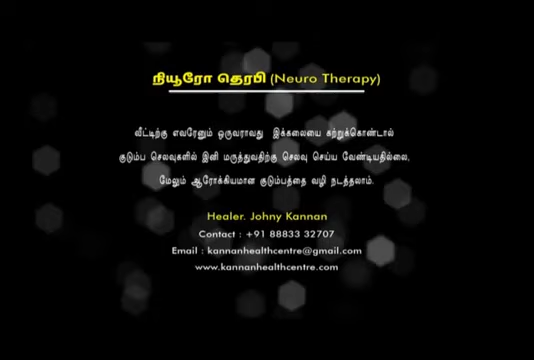 நியூரோ தெரபி (Neuro Therapy)
வீட்டிற்கு எவரேனும் ஒருவராவது இக்கலையை கற்றுக்கொண்டால்
குடும்ப செலவுகளில் இனி மருத்துவதிற்கு செலவு செய்ய வேண்டியதில்லை,
மேலும் ஆரோக்கியமான குடும்பத்தை வழி நடத்தலாம்.
Healer. Johny Kannan
Contact : +91 88833 32707
Email : kannanhealthcentre@gmail.com
www.kannanhealthcentre.com